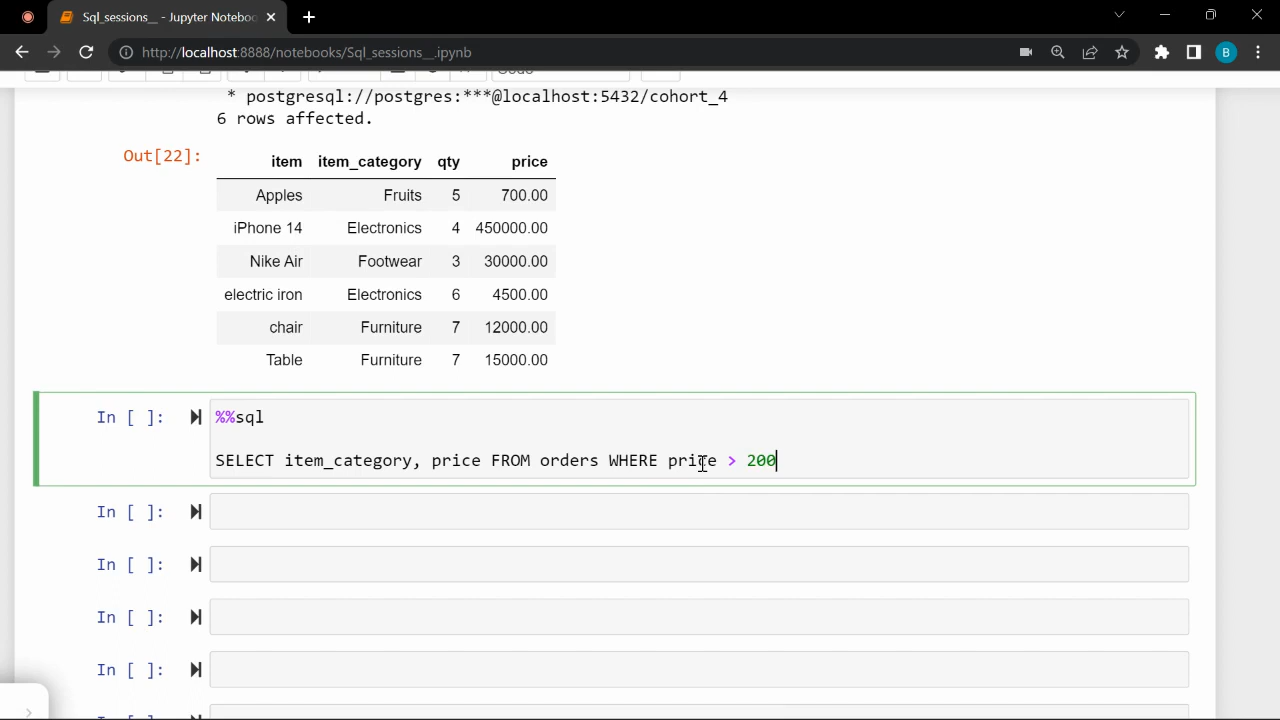 Sql_sessions__ - Jupyter Noteboo
http://localhost:8888/notebooks/Sql_sessions__.ipynb
B
* postgresql://postgres:***@localhost:5432/cohort_4
6 rows affected.
Out[22]:
item item_category qty price
Apples Fruits 5 700.00
iPhone 14 Electronics 4 450000.00
Nike Air Footwear 3 30000.00
electric iron Electronics 6 4500.00
chair Furniture 7 12000.00
Table Furniture 7 15000.00
In [ ]: %%sql
SELECT item_category, price FROM orders WHERE price > 200
In [ ]:
In [ ]:
In [ ]:
In [ ]: